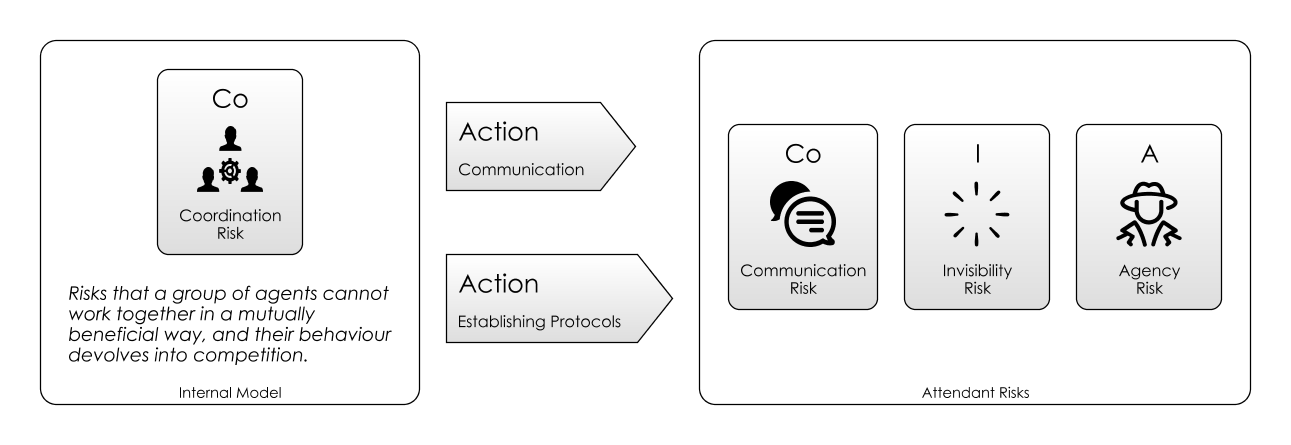 Co
Coordination
Risk
Risks that a group of agents cannot
work together in a mutually
beneficial way, and their behaviour
devolves into competition.
Internal Model
Action
Communication
Action
Establishing Protocols
Co
Communication
Risk
I
Invisibility
Risk
A
Agency
Risk
Attendant Risks